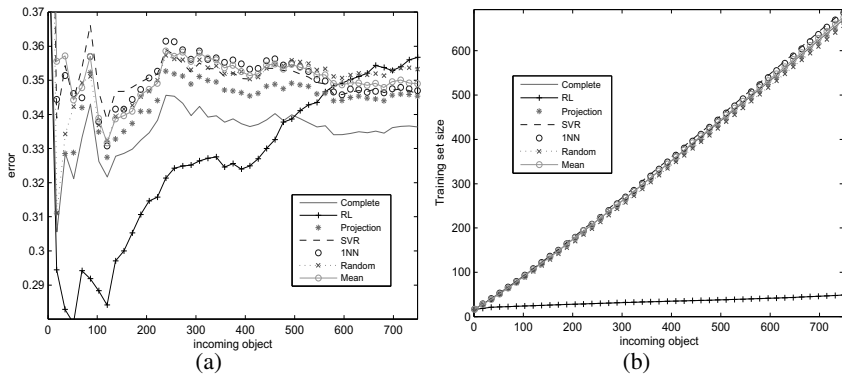 0.37
0.36
0.35
0.34
0.33
0.32
0.31
0.3
0.29
error
0 100 200 300 400 500 600 700
incoming object
Complete
RL
Projection
SVR
1NN
Random
Mean
(a)
600
500
400
300
200
100
0
Training set size
0 100 200 300 400 500 600 700
incoming object
Complete
RL
Projection
SVR
1NN
Random
Mean
(b)